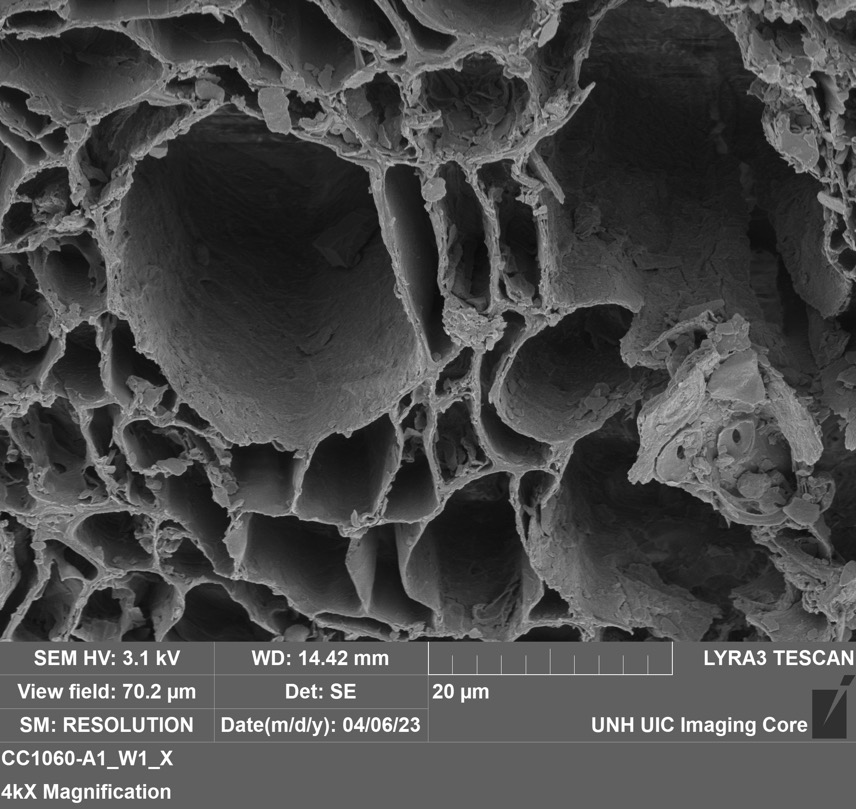 SEM HV: 3.1 kV WD: 14.42 mm LYRA3 TESCAN
View field: 70.2 µm Det: SE 20 µm
SM: RESOLUTION Date(m/d/y): 04/06/23 UNH UIC Imaging Core
CC1060-A1_W1_X
4kX Magnification